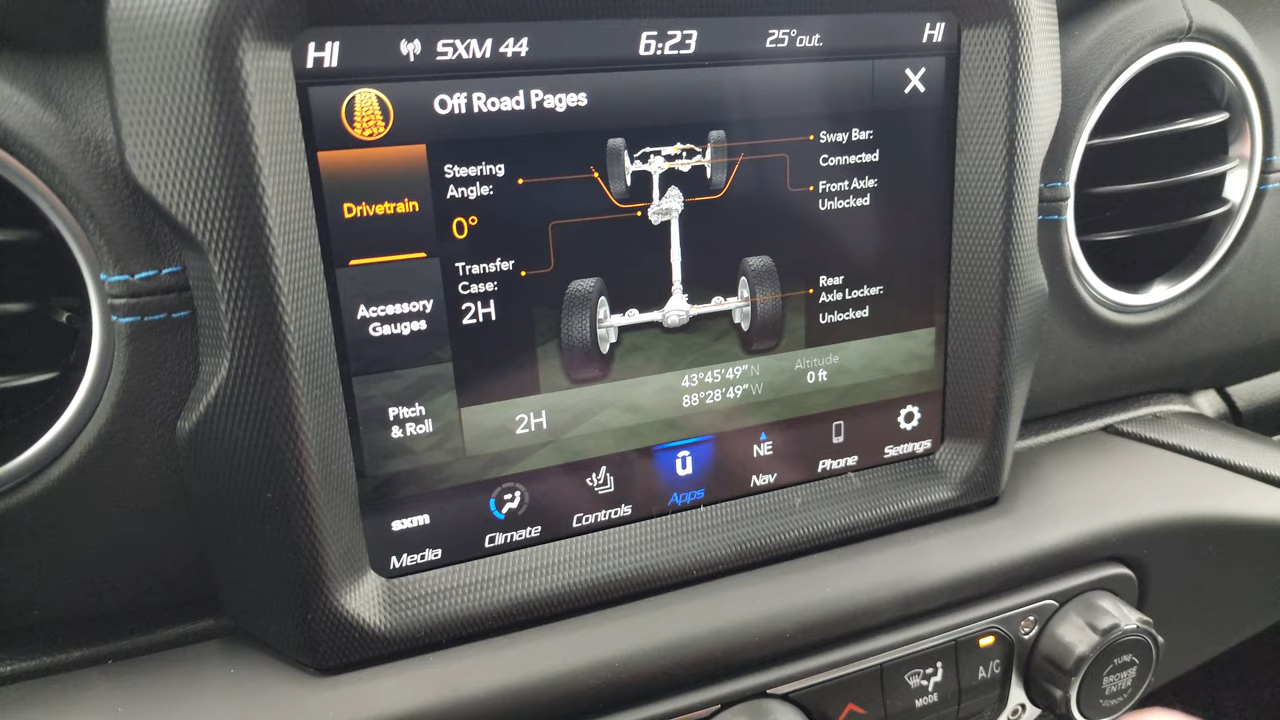 HI
SXM 44
6:23
25°out.
HI
Off Road Pages
X
Drivetrain
Accessory
Gauges
Pitch
& Roll
Steering
Angle:
0°
Transfer
Case:
2H
Sway Bar:
Connected
Front Axle:
Unlocked
Rear
Axle Locker:
Unlocked
2H
43°45'49"N
88°28'49"W
Altitude
0 ft
sxm
Media
Climate
Controls
Apps
NE
Nav
Phone
Settings
MODE
A/C
TUNE
BROWSE
ENTER
SCROLL